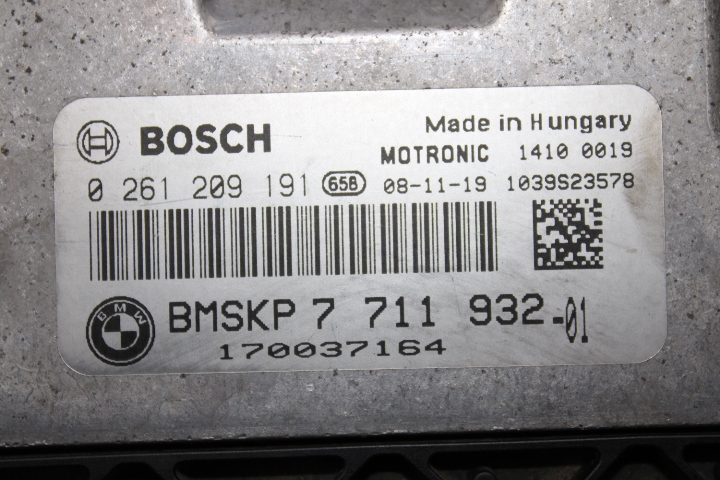 BOSCH Made in Hungary
MOTRONIC 1410 0019
0 261 209 191 658 08-11-19 1039S23578
BMW BMSKP 7 711 932-01
170037164